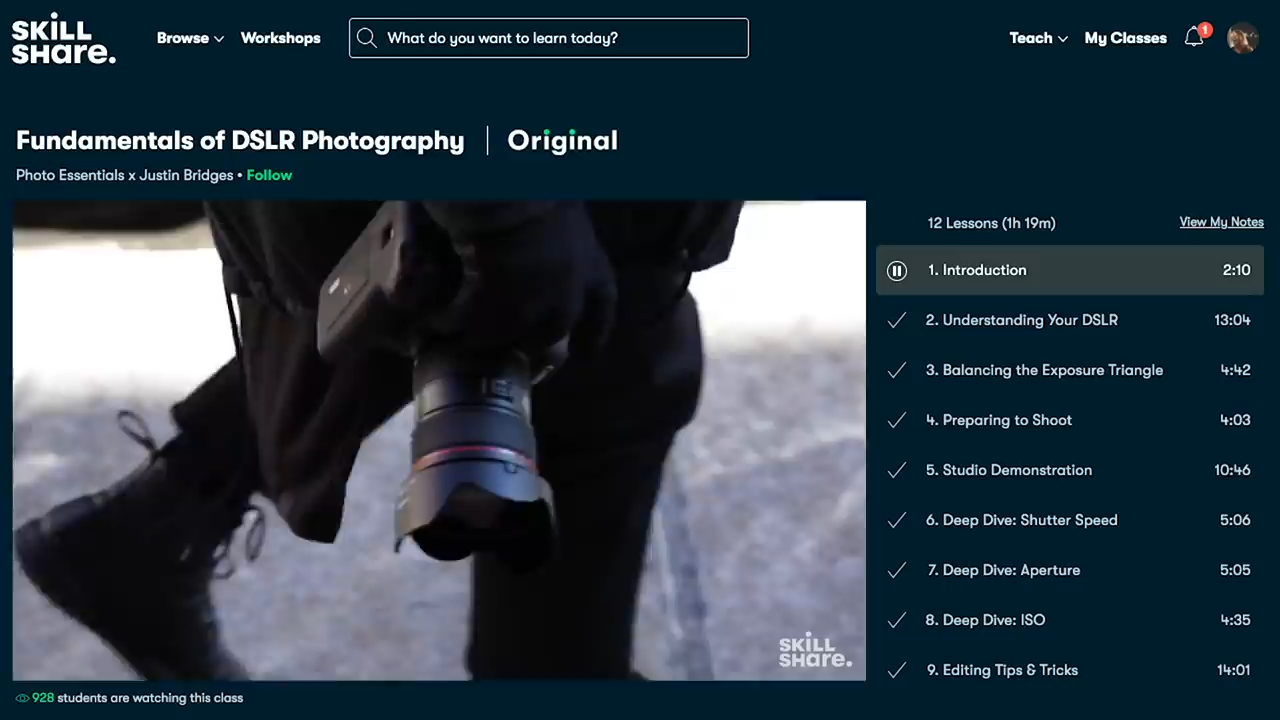 SKILL
SHARE.
Browse
Workshops
What do you want to learn today?
Teach
My Classes
1
Fundamentals of DSLR Photography | Original
Photo Essentials x Justin Bridges • Follow
12 Lessons (1h 19m)
View My Notes
1. Introduction 2:10
2. Understanding Your DSLR 13:04
3. Balancing the Exposure Triangle 4:42
4. Preparing to Shoot 4:03
5. Studio Demonstration 10:46
6. Deep Dive: Shutter Speed 5:06
7. Deep Dive: Aperture 5:05
8. Deep Dive: ISO 4:35
9. Editing Tips & Tricks 14:01
SKILL
SHARE.
928 students are watching this class